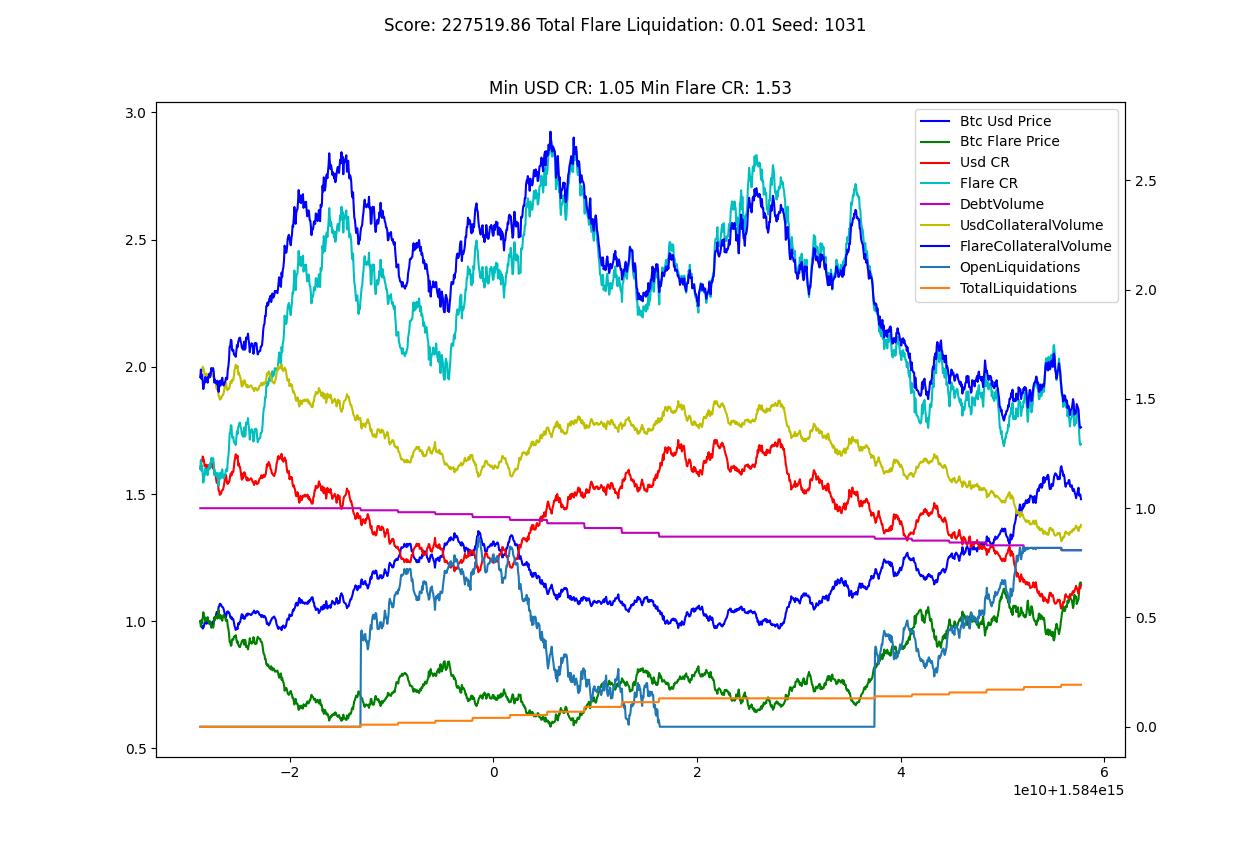 Score: 227519.86 Total Flare Liquidation: 0.01 Seed: 1031
Min USD CR: 1.05 Min Flare CR: 1.53
3.0
2.5
2.0
1.5
1.0
0.5
2.5
2.0
1.5
1.0
0.5
0.0
Btc Usd Price
Btc Flare Price
Usd CR
Flare CR
DebtVolume
UsdCollateralVolume
FlareCollateralVolume
OpenLiquidations
TotalLiquidations
−2 0 2 4 6
1e10+1.584e15